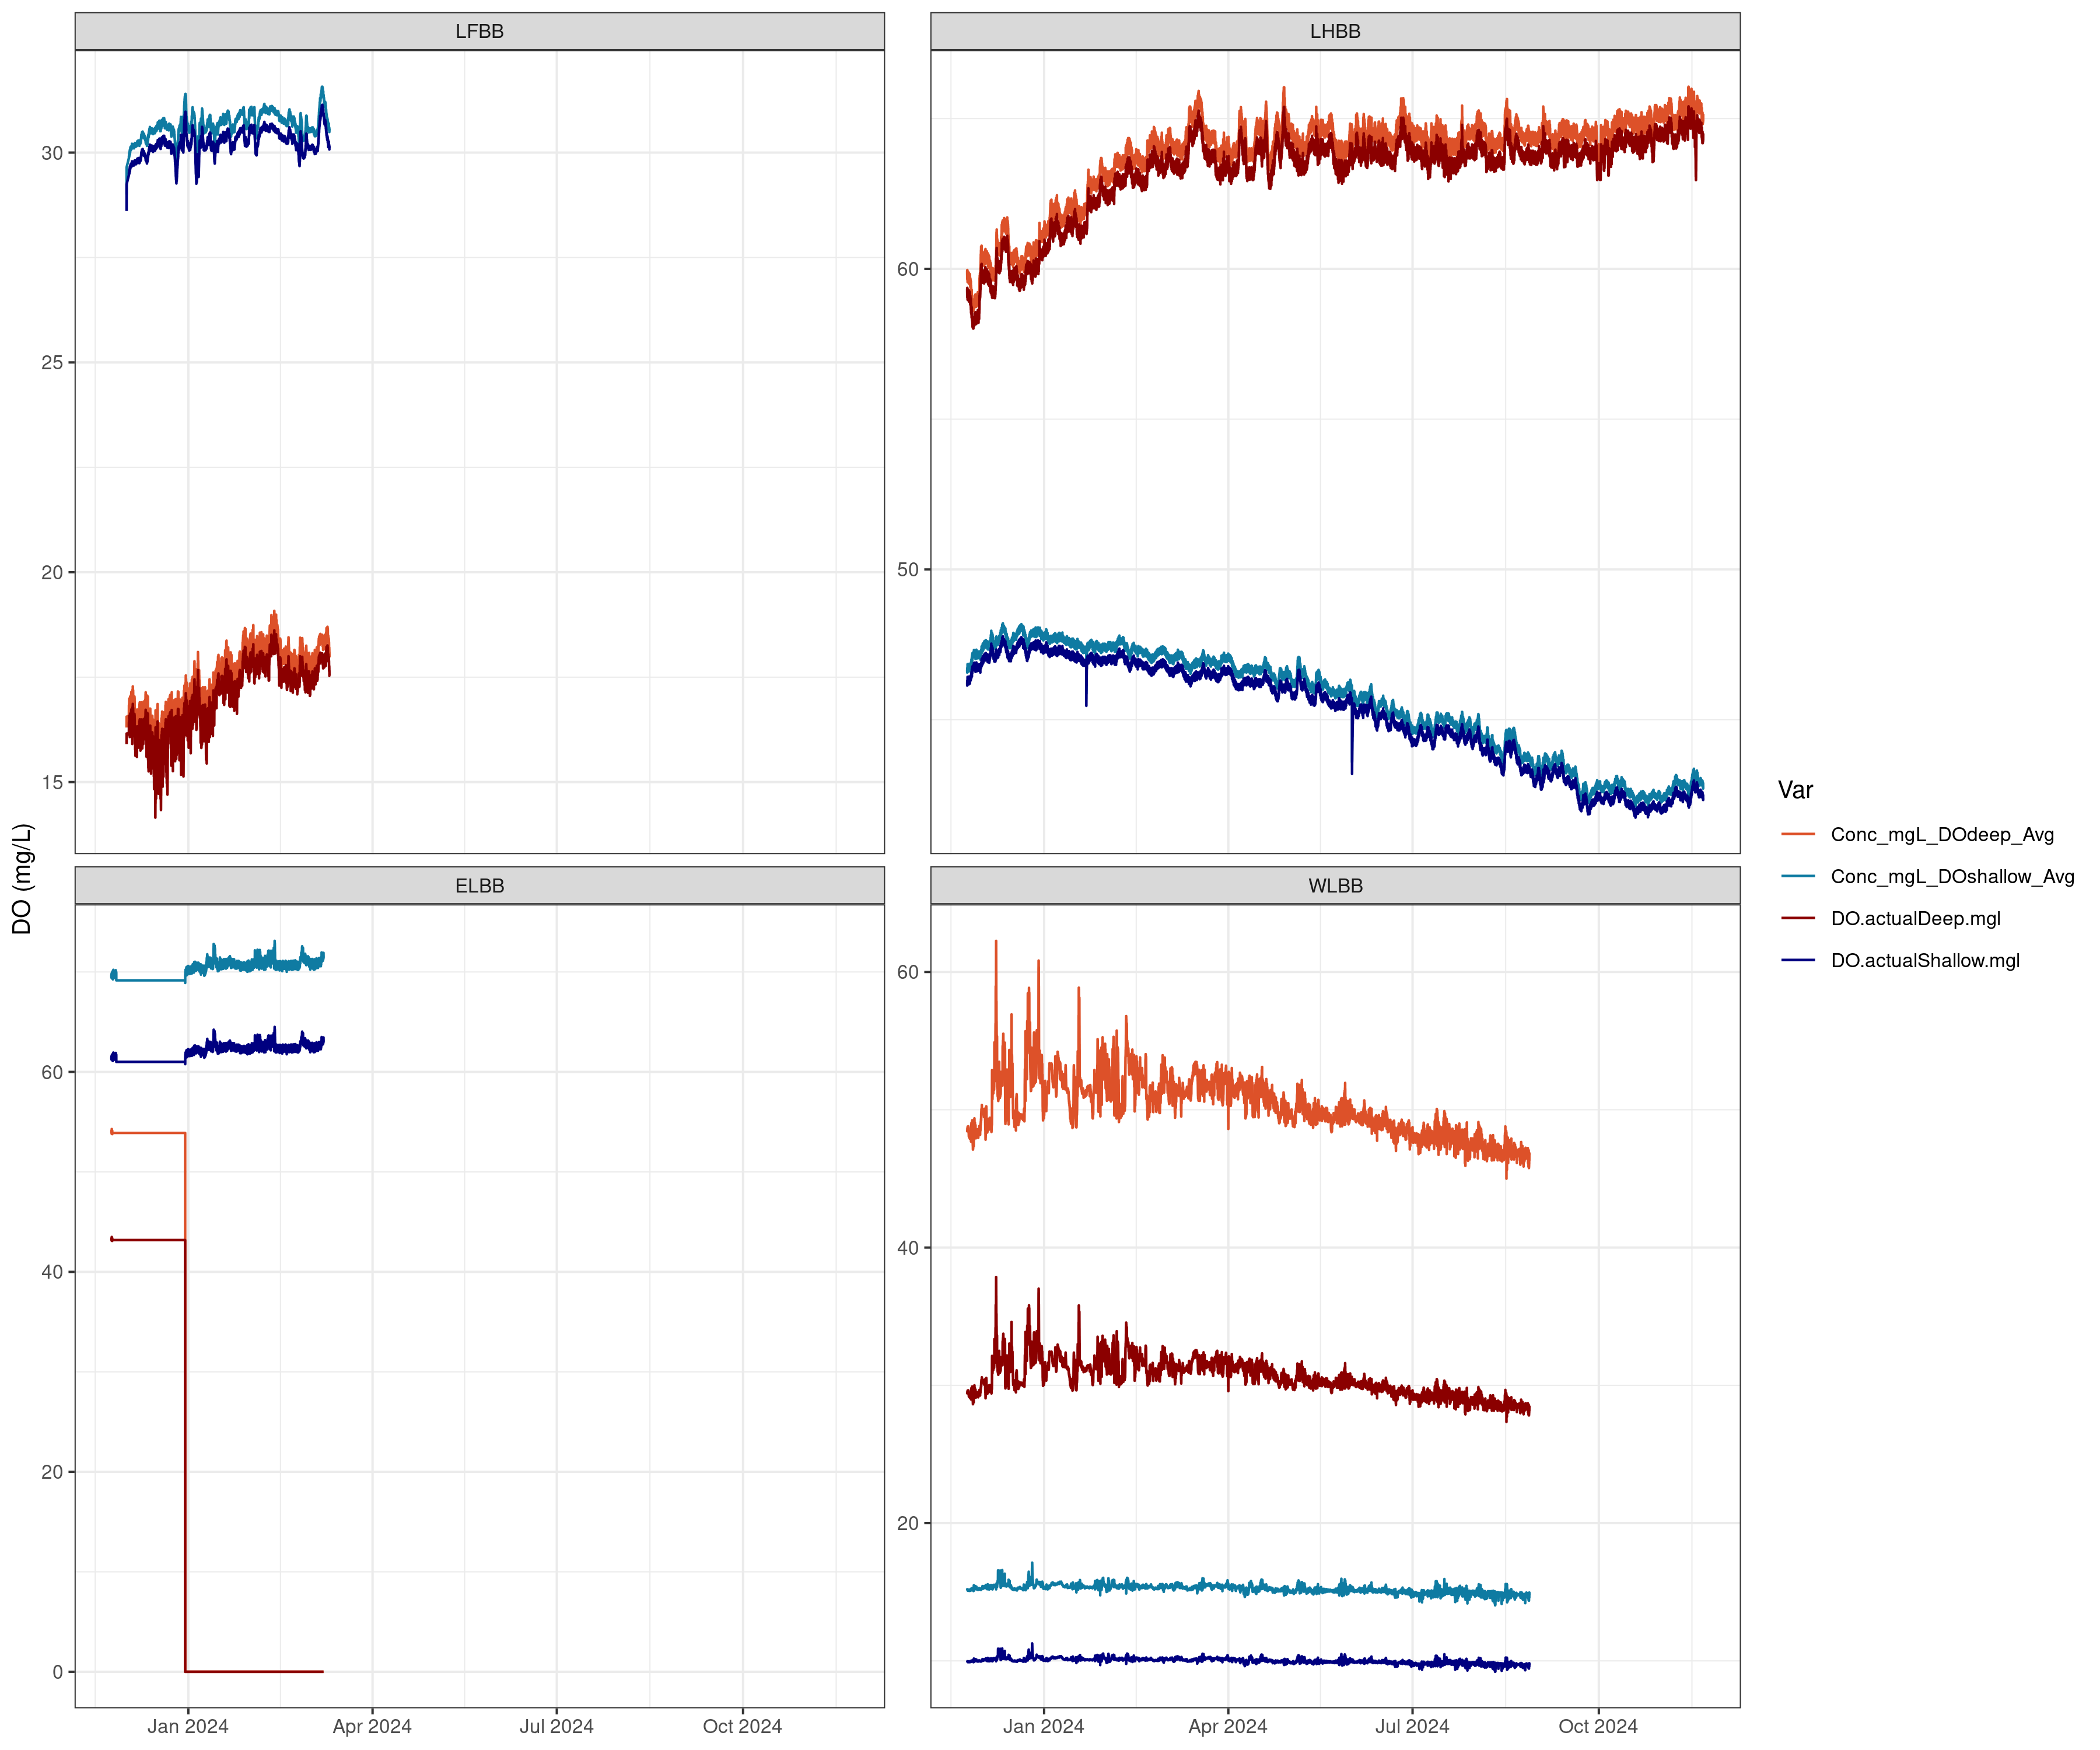 LFBB
LHBB
30
25
20
15
60
50
DO (mg/L)
ELBB
WLBB
60
40
20
0
60
40
20
Jan 2024
Apr 2024
Jul 2024
Oct 2024
Jan 2024
Apr 2024
Jul 2024
Oct 2024
Var
Conc_mgL_DOdeep_Avg
Conc_mgL_DOshallow_Avg
DO.actualDeep.mgl
DO.actualShallow.mgl